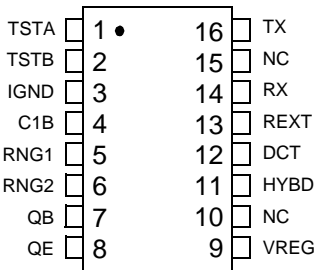 TSTA 1 16 TX
TSTB 2 15 NC
IGND 3 14 RX
C1B 4 13 REXT
RNG1 5 12 DCT
RNG2 6 11 HYBD
QB 7 10 NC
QE 8 9 VREG